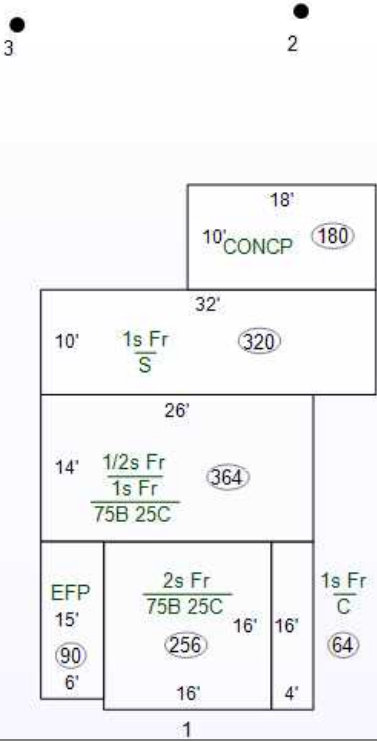 3
2
18'
10' CONCP 180
32'
10' 1s Fr 320
S
26'
14' 1/2s Fr 364
1s Fr
75B 25C
EFP
15'
90
6'
2s Fr
75B 25C
256
16'
16'
16'
4'
1s Fr
C
64
1